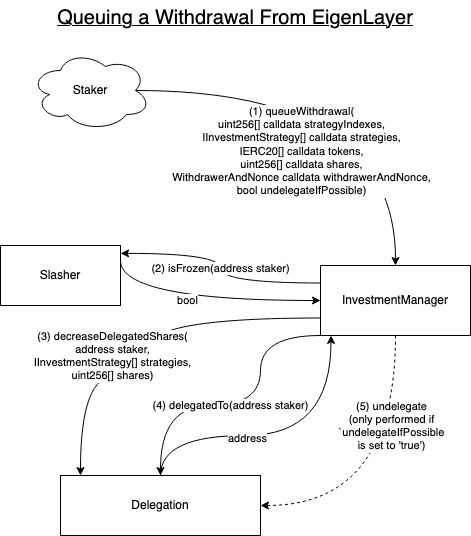 Queuing a Withdrawal From EigenLayer
Staker
(1) queueWithdrawal(
uint256[] calldata strategyIndexes,
IInvestmentStrategy[] calldata strategies,
IERC20[] calldata tokens,
uint256[] calldata shares,
WithdrawerAndNonce calldata withdrawerAndNonce,
bool undelegateIfPossible)
Slasher
(2) isFrozen(address staker)
bool
InvestmentManager
(3) decreaseDelegatedShares(
address staker,
IInvestmentStrategy[] strategies,
uint256[] shares)
(4) delegatedTo(address staker)
address
(5) undelegate
(only performed if
undelegateIfPossible
is set to 'true')
Delegation